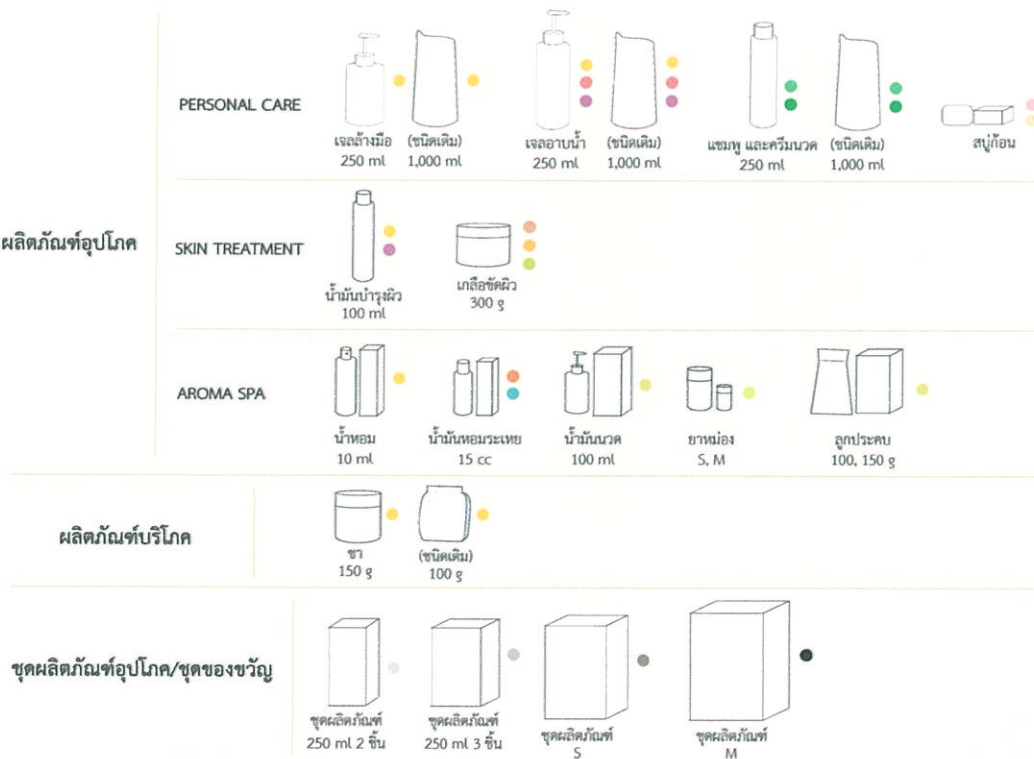 PERSONAL CARE
เจลล้างมือ
250 ml
(ชนิดเติม)
1,000 ml
เจลอาบน้ำ
250 ml
(ชนิดเติม)
1,000 ml
แชมพู และครีมนวด
250 ml
(ชนิดเติม)
1,000 ml
สบู่ก้อน
ผลิตภัณฑ์อุปโภค
SKIN TREATMENT
น้ำมันบำรุงผิว
100 ml
เกลือขัดผิว
300 g
AROMA SPA
น้ำหอม
10 ml
น้ำมันหอมระเหย
15 cc
น้ำมันนวด
100 ml
ยาหม่อง
S, M
ลูกประคบ
100, 150 g
ผลิตภัณฑ์บริโภค
ชา
150 g
(ชนิดเติม)
100 g
ชุดผลิตภัณฑ์อุปโภค/ชุดของขวัญ
ชุดผลิตภัณฑ์
250 ml 2 ชิ้น
ชุดผลิตภัณฑ์
250 ml 3 ชิ้น
ชุดผลิตภัณฑ์
S
ชุดผลิตภัณฑ์
M